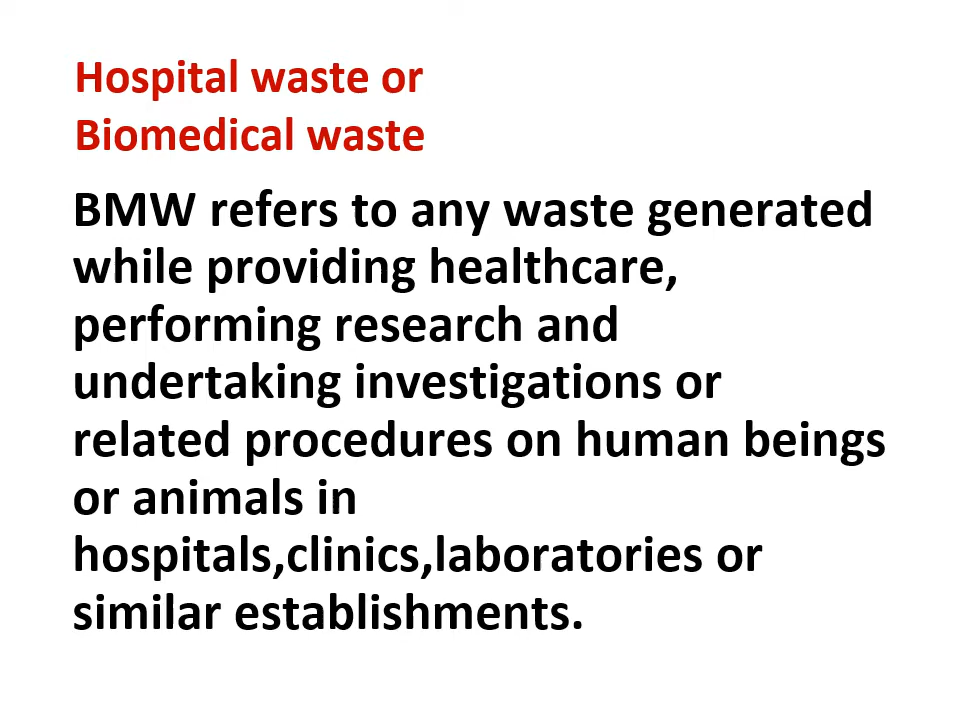 Hospital waste or
Biomedical waste
BMW refers to any waste generated
while providing healthcare,
performing research and
undertaking investigations or
related procedures on human beings
or animals in
hospitals,clinics,laboratories or
similar establishments.